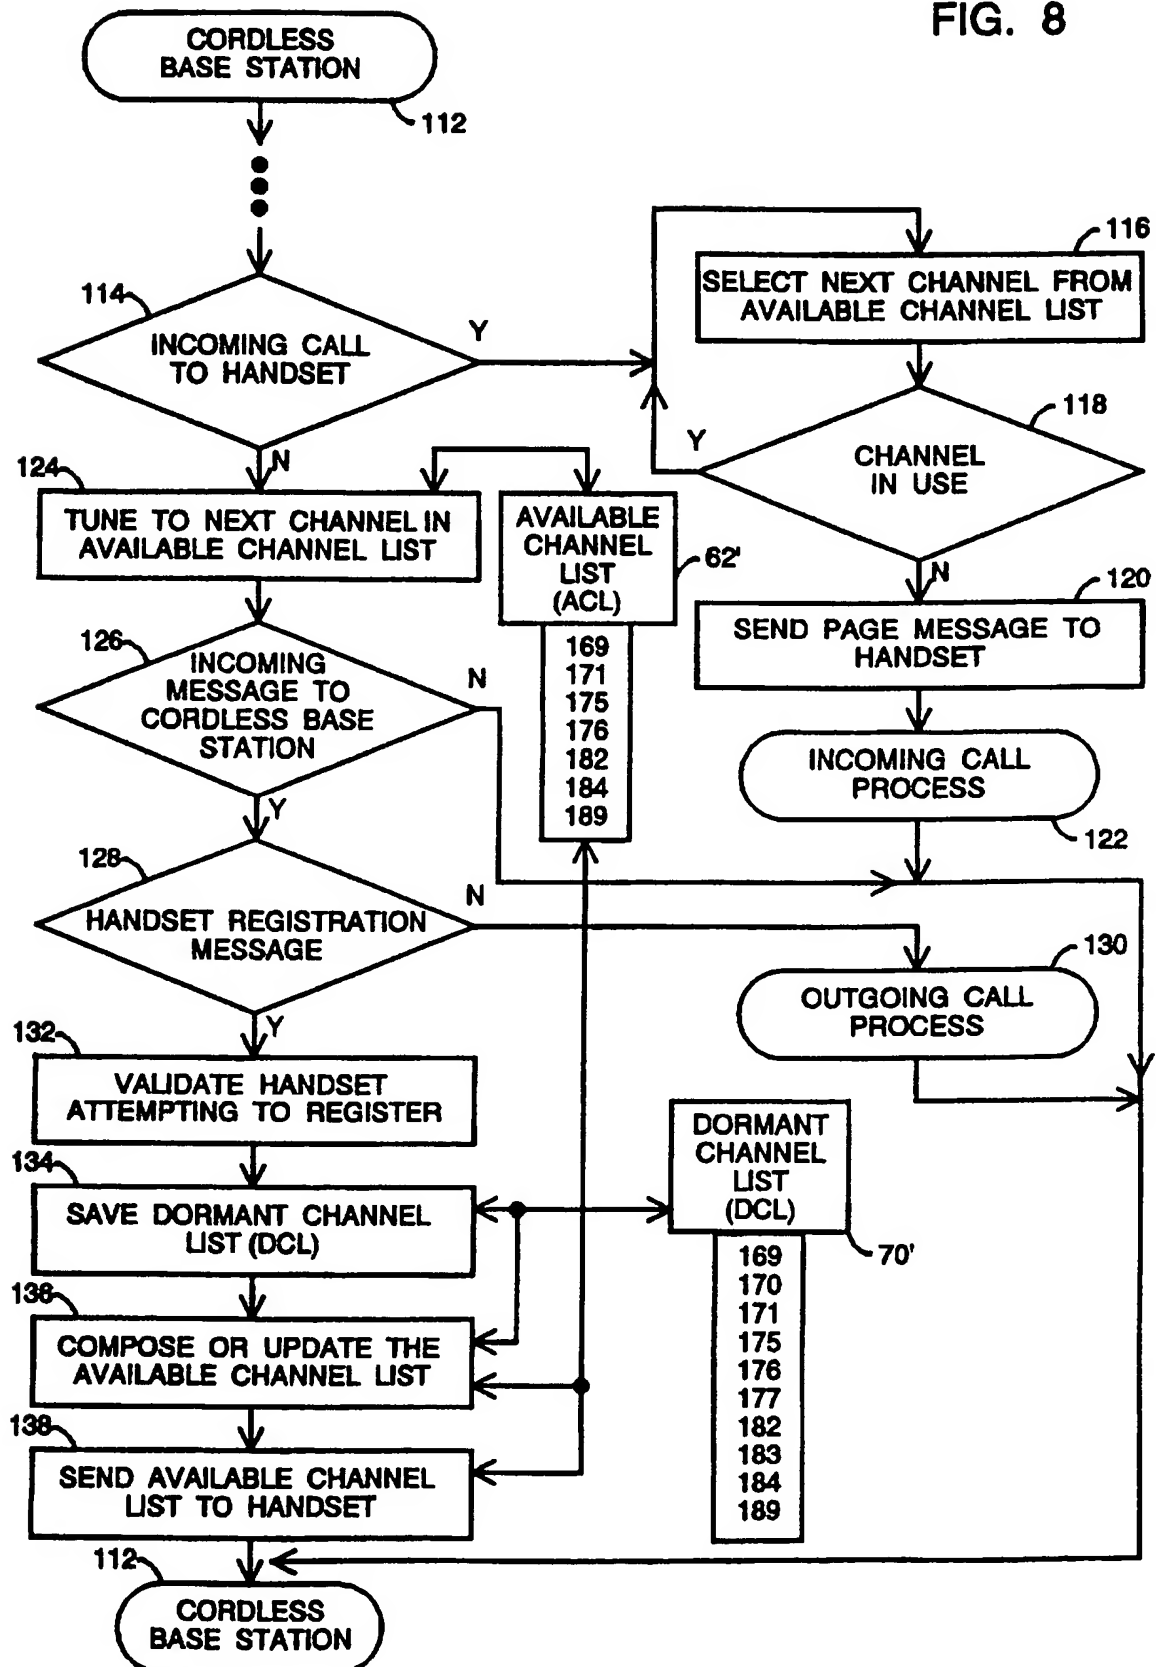 FIG. 8
CORDLESS
BASE STATION
112
116
SELECT NEXT CHANNEL FROM
AVAILABLE CHANNEL LIST
114
INCOMING CALL
TO HANDSET
Y
118
CHANNEL
IN USE
Y
N
N
124
TUNE TO NEXT CHANNEL IN
AVAILABLE CHANNEL LIST
AVAILABLE
CHANNEL
LIST
(ACL)
62'
169
171
175
176
182
184
189
120
SEND PAGE MESSAGE TO
HANDSET
126
INCOMING
MESSAGE TO
CORDLESS BASE
STATION
N
Y
INCOMING CALL
PROCESS
122
128
HANDSET REGISTRATION
MESSAGE
N
Y
130
OUTGOING CALL
PROCESS
132
VALIDATE HANDSET
ATTEMPTING TO REGISTER
134
SAVE DORMANT CHANNEL
LIST (DCL)
DORMANT
CHANNEL
LIST
(DCL)
70'
169
170
171
175
176
177
182
183
184
189
136
COMPOSE OR UPDATE THE
AVAILABLE CHANNEL LIST
138
SEND AVAILABLE CHANNEL
LIST TO HANDSET
112
CORDLESS
BASE STATION